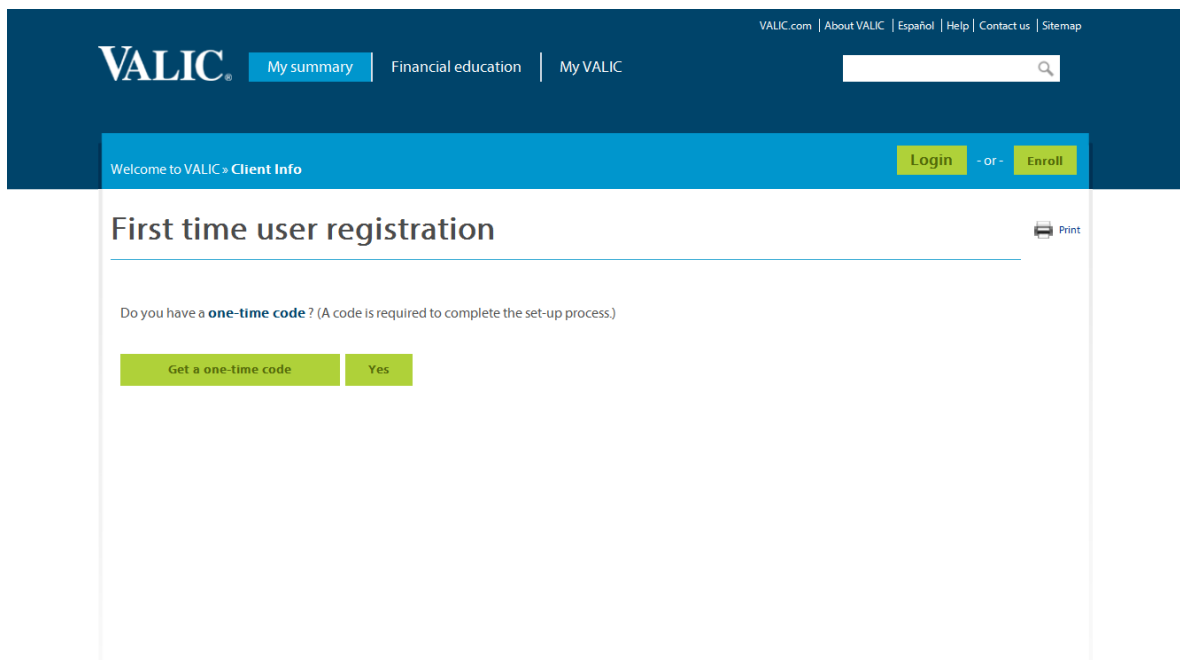 VALIC.com | About VALIC | Español | Help | Contact us | Sitemap
VALIC® My summary Financial education My VALIC
Welcome to VALIC » Client Info Login - or - Enroll
First time user registration
Print
Do you have a one-time code ? (A code is required to complete the set-up process.)
Get a one-time code Yes